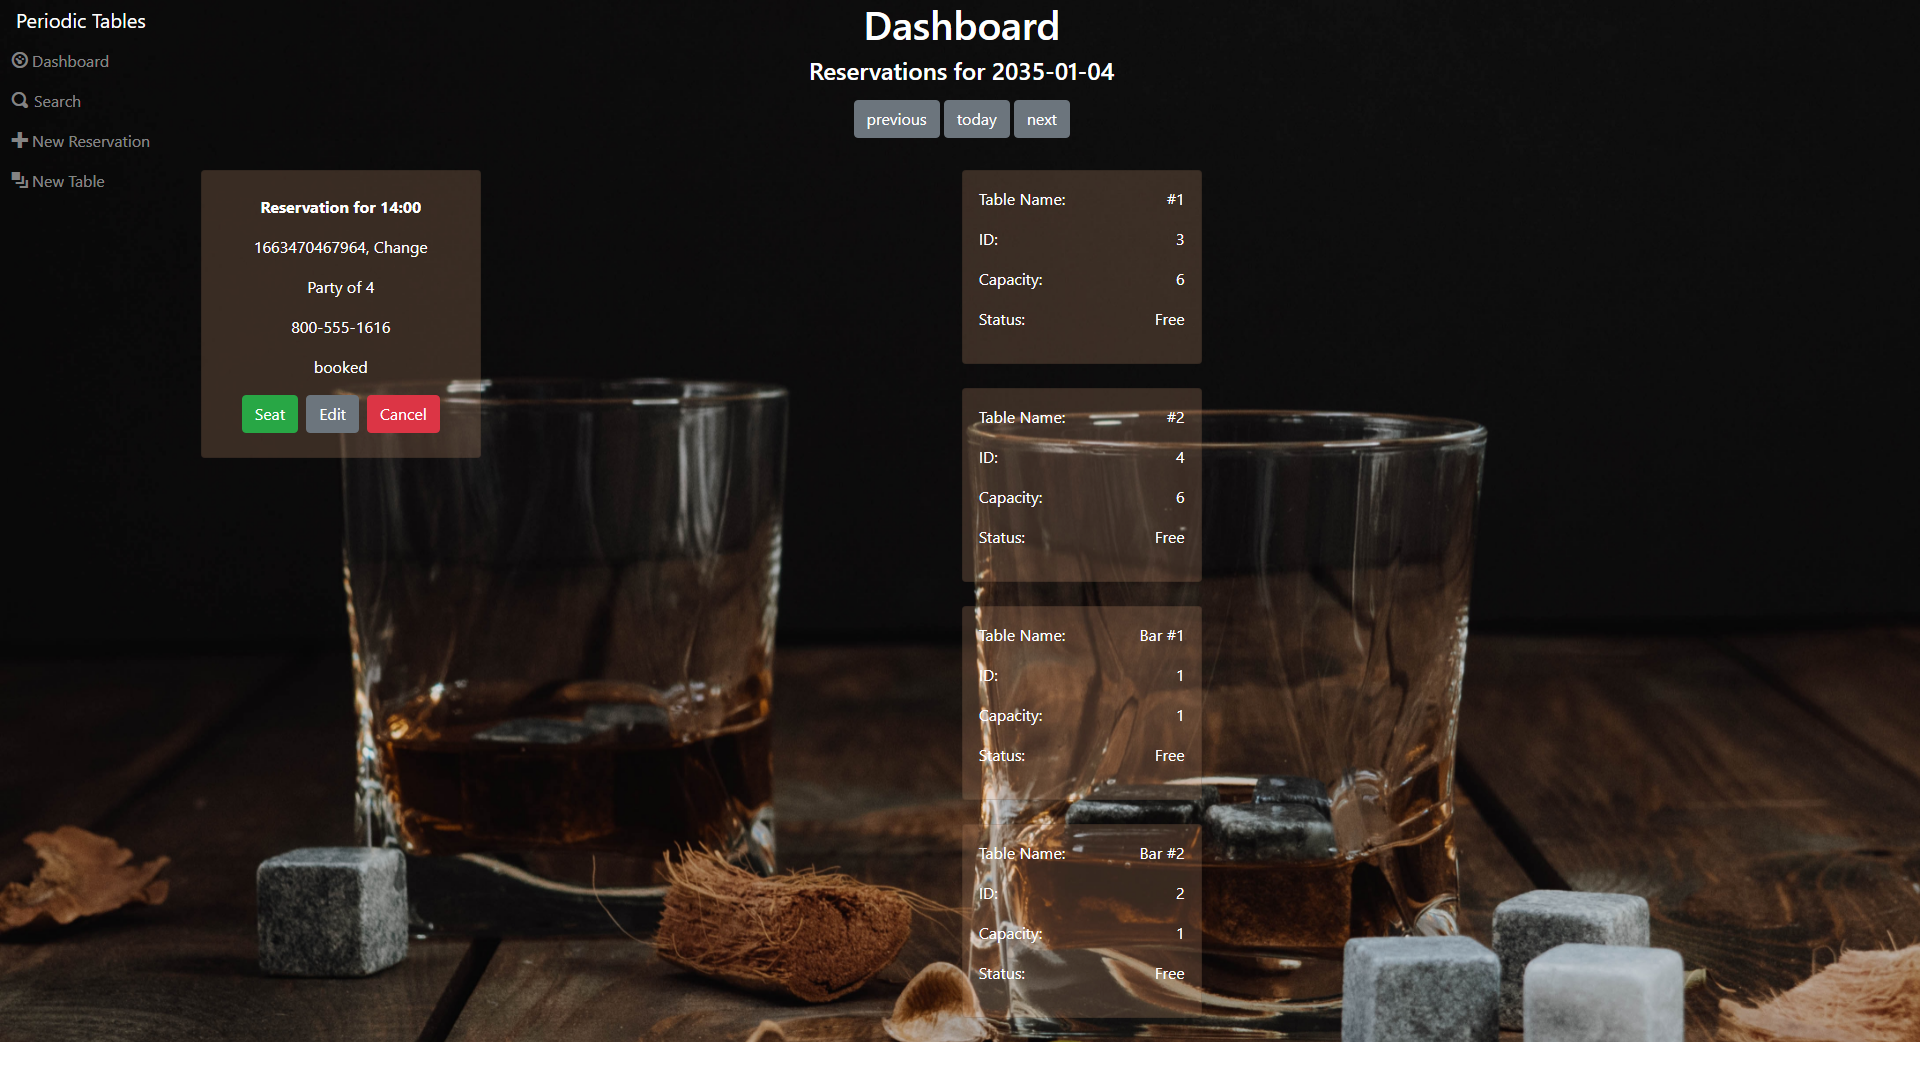 Periodic Tables
Dashboard
Search
New Reservation
New Table
Dashboard
Reservations for 2035-01-04
previous today next
Reservation for 14:00
1663470467964, Change
Party of 4
800-555-1616
booked
Seat Edit Cancel
Table Name: #1
ID: 3
Capacity: 6
Status: Free
Table Name: #2
ID: 4
Capacity: 6
Status: Free
Table Name: Bar #1
ID: 1
Capacity: 1
Status: Free
Table Name: Bar #2
ID: 2
Capacity: 1
Status: Free